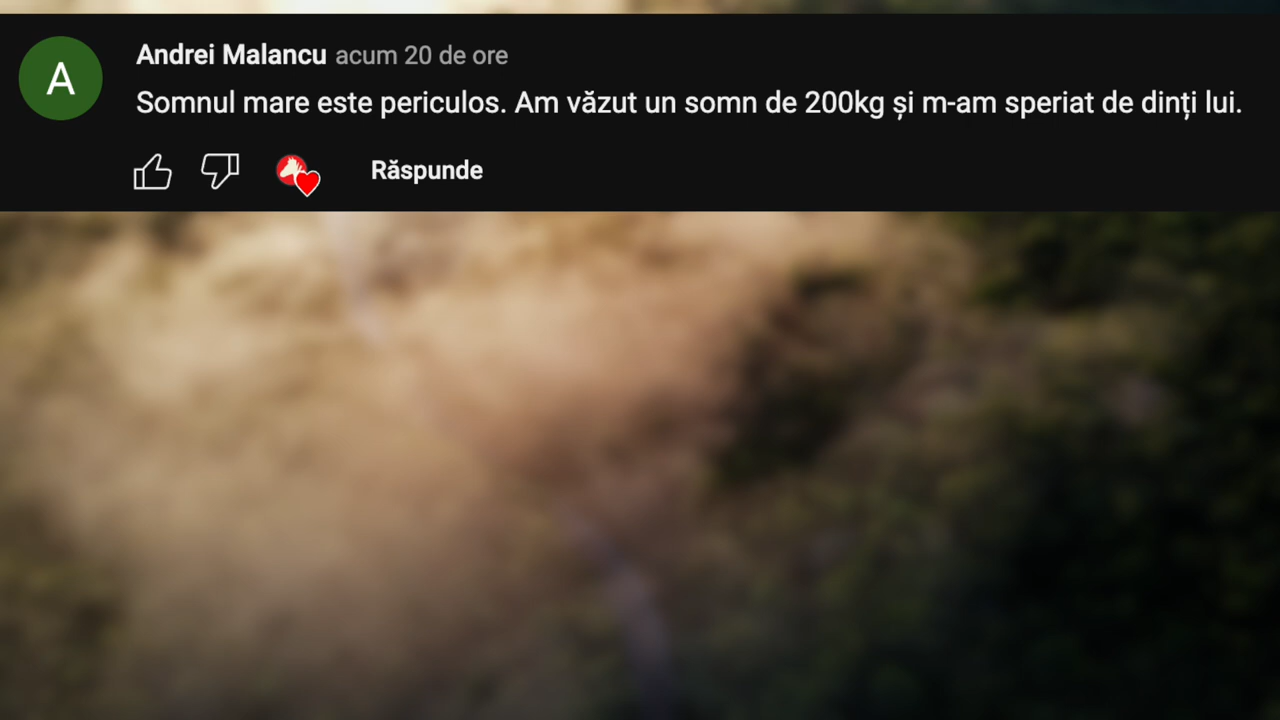 A
Andrei Malancu acum 20 de ore
Somnul mare este periculos. Am văzut un somn de 200kg și m-am speriat de dinți lui.
Răspunde